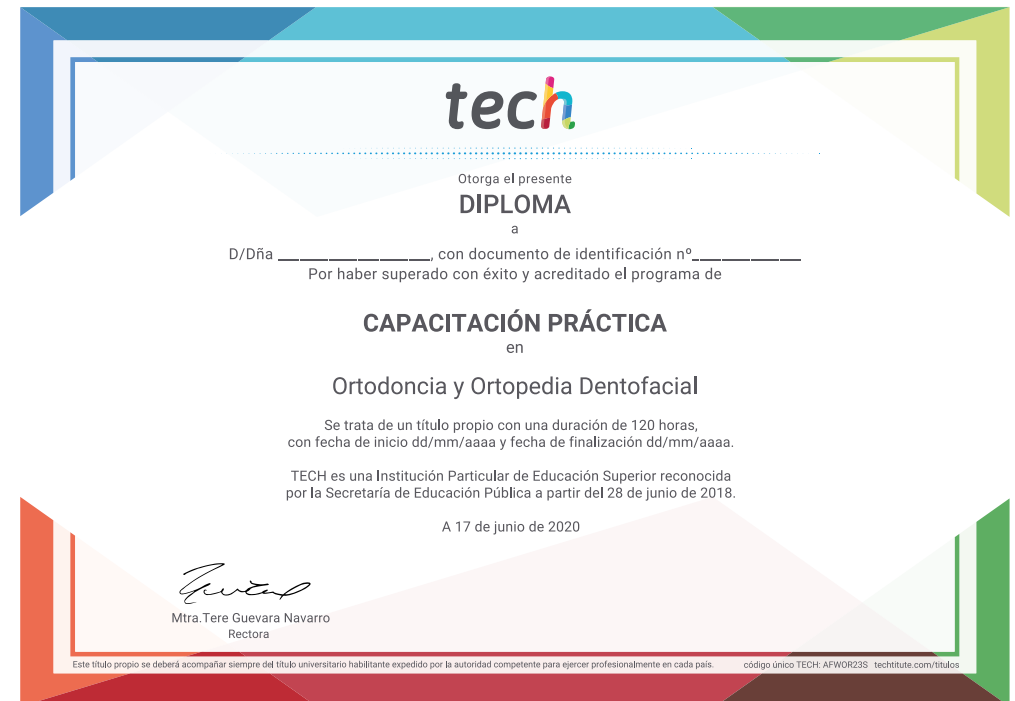 tech
Otorga el presente
DIPLOMA
a
D/Dña ____________________, con documento de identificación nº______________
Por haber superado con éxito y acreditado el programa de
CAPACITACIÓN PRÁCTICA
en
Ortodoncia y Ortopedia Dentofacial
Se trata de un título propio con una duración de 120 horas,
con fecha de inicio dd/mm/aaaa y fecha de finalización dd/mm/aaaa.
TECH es una Institución Particular de Educación Superior reconocida
por la Secretaría de Educación Pública a partir del 28 de junio de 2018.
A 17 de junio de 2020
Mtra.Tere Guevara Navarro
Rectora
Este título propio se deberá acompañar siempre del título universitario habilitante expedido por la autoridad competente para ejercer profesionalmente en cada país. código único TECH: AFWOR23S techtitute.com/titulos